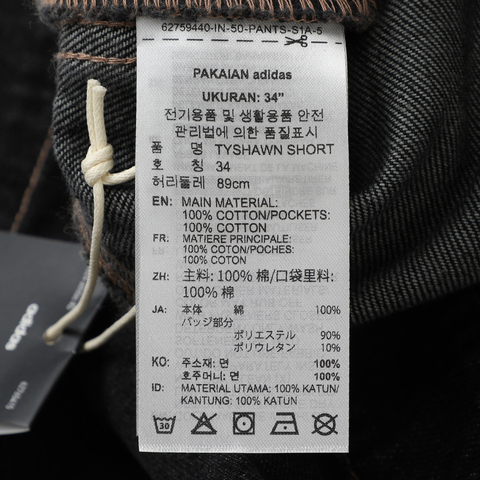 62759440-IN-50-PANTS-S1A-5
PAKAIAN adidas
UKURAN: 34"
전기용품 및 생활용품 안전
관리법에 의한 품질표시
품 명 TYSHAWN SHORT
호 칭 34
허리둘레 89cm
EN: MAIN MATERIAL:
100% COTTON/POCKETS:
100% COTTON
FR: MATIERE PRINCIPALE:
100% COTON/POCHES:
100% COTON
ZH: 主料: 100% 棉/口袋里料:
100% 棉
JA: 本体 綿 100%
バッジ部分
ポリエステル 90%
ポリウレタン 10%
KO: 주소재: 면 100%
호주머니: 면 100%
ID: MATERIAL UTAMA: 100% KATUN/
KANTUNG: 100% KATUN
30
adidas